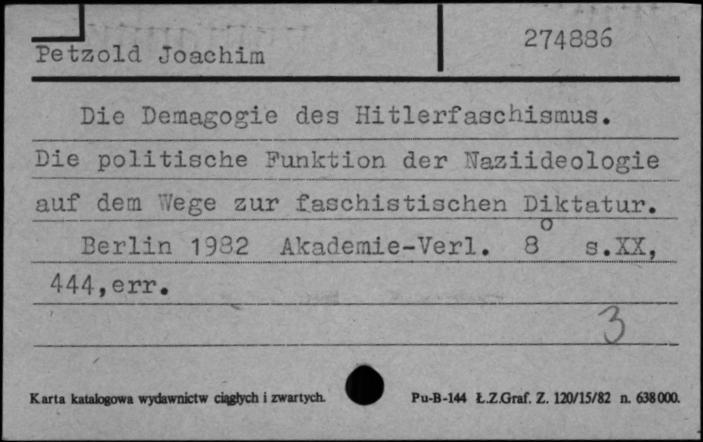 274886
Petzold Joachim
Die Demagogie des Hitlerfaschismus.
Die politische Funktion der Naziideologie
auf dem Wege zur faschistischen Diktatur.
Berlin 1982 Akademie-Verl. 8° s.XX,
444,err.
3
Karta katalogowa wydawnictw ciągłych i zwartych. Pu-B-144 Ł.Z.Graf. Z. 120/15/82 n. 638000.